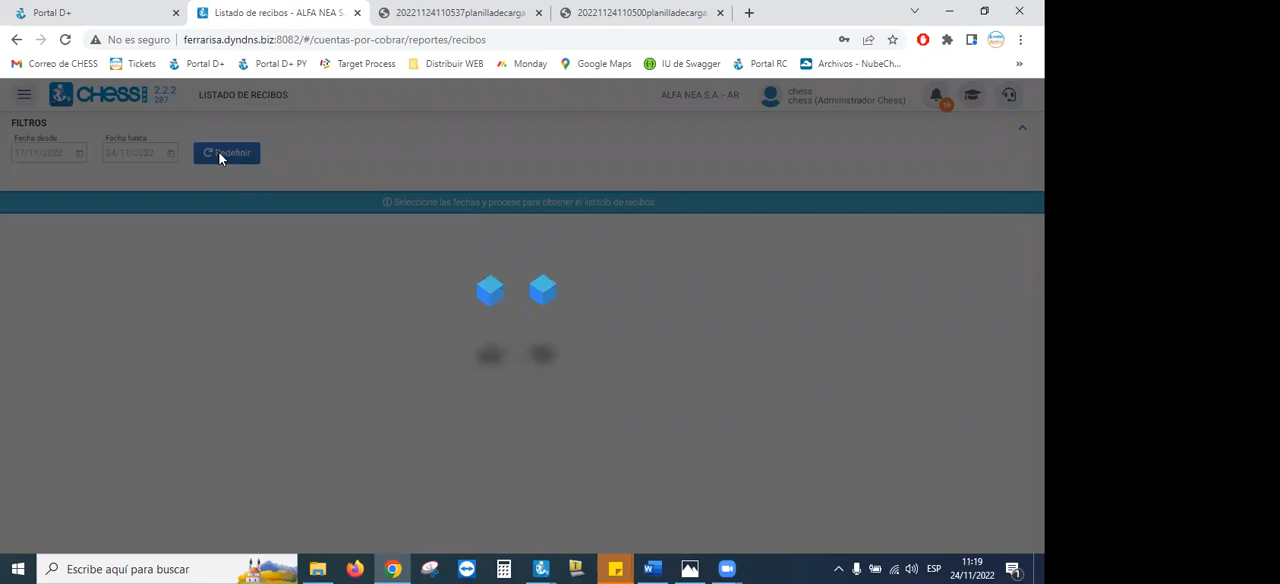 Portal D+
Listado de recibos - ALFA NEA S.
20221124110537planilladecarga
20221124110500planilladecarga.
No es seguro
ferrarisa.dyndns.biz:8082/#/cuentas-por-cobrar/reportes/recibos
Correo de CHESS
Tickets
Portal D+
Portal D+ PY
Target Process
Distribuir WEB
Monday
Google Maps
IU de Swagger
Portal RC
Archivos - NubeCh...
»
CHESS
2.2.2
287
LISTADO DE RECIBOS
ALFA NEA S.A. - AR
chess
chess (Administrador Chess)
16
FILTROS
Fecha desde
Fecha hasta
17/11/2022
24/11/2022
Redefinir
Seleccione las fechas y procese para obtener el listado de recibos
Escribe aquí para buscar
ESP
11:19
24/11/2022
1